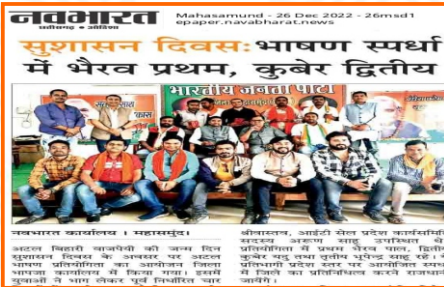 नवभारत
छत्तीसगढ़ • ओडिशा
Mahasamund - 26 Dec 2022 - 26msd1
epaper.navabharat.news
सुशासन दिवस: भाषण स्पर्धा
में भैरव प्रथम, कुबेर द्वितीय
भारतीय जनता पार्टी
नवभारत कार्यालय । महासमुंद।
अटल बिहारी वाजपेयी की जन्म दिन
सुशासन दिवस के अवसर पर अटल
भाषण प्रतियोगिता का आयोजन जिला
भाजपा कार्यालय में किया गया। इसमें
युवाओं ने भाग लेकर पूर्व निर्धारित चार
श्रीवास्तव, आईटी सेल प्रदेश कार्यसमिति
सदस्य अरूण साहू उपस्थित थे
प्रतियोगिता में प्रथम भैरव पाल, द्वितीय
कुबेर यदु तथा तृतीय भूपेन्द्र साहू रहे।
प्रतिभागी प्रदेश स्तर पर आयोजित स्पर्धा
में जिले का प्रतिनिधित्व करने राजधानी
जायेंगे।